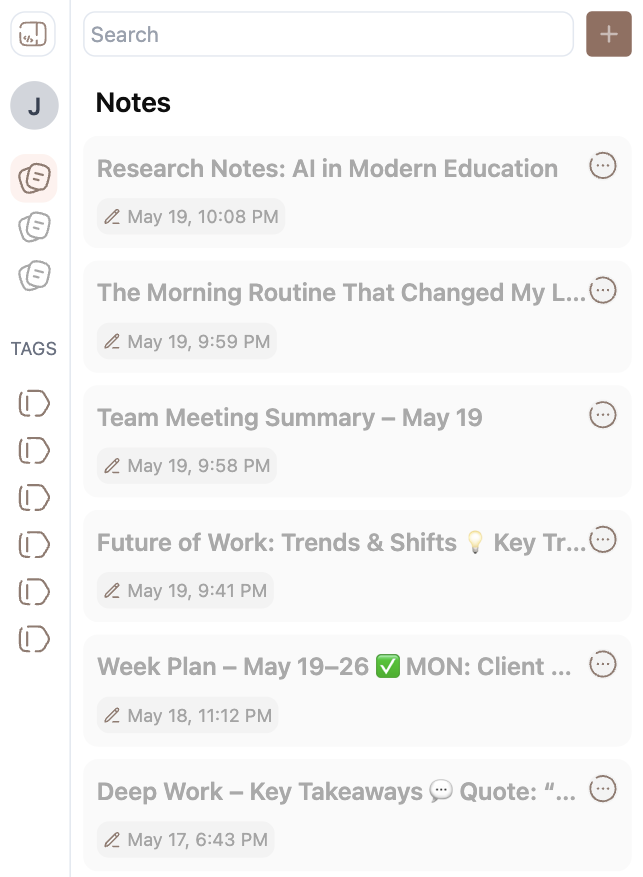 Search
J
Notes
Research Notes: AI in Modern Education
May 19, 10:08 PM
The Morning Routine That Changed My L...
May 19, 9:59 PM
TAGS
Team Meeting Summary – May 19
May 19, 9:58 PM
Future of Work: Trends & Shifts 💡 Key Tr...
May 19, 9:41 PM
Week Plan – May 19–26 ✅ MON: Client ...
May 18, 11:12 PM
Deep Work – Key Takeaways 💬 Quote: “...
May 17, 6:43 PM